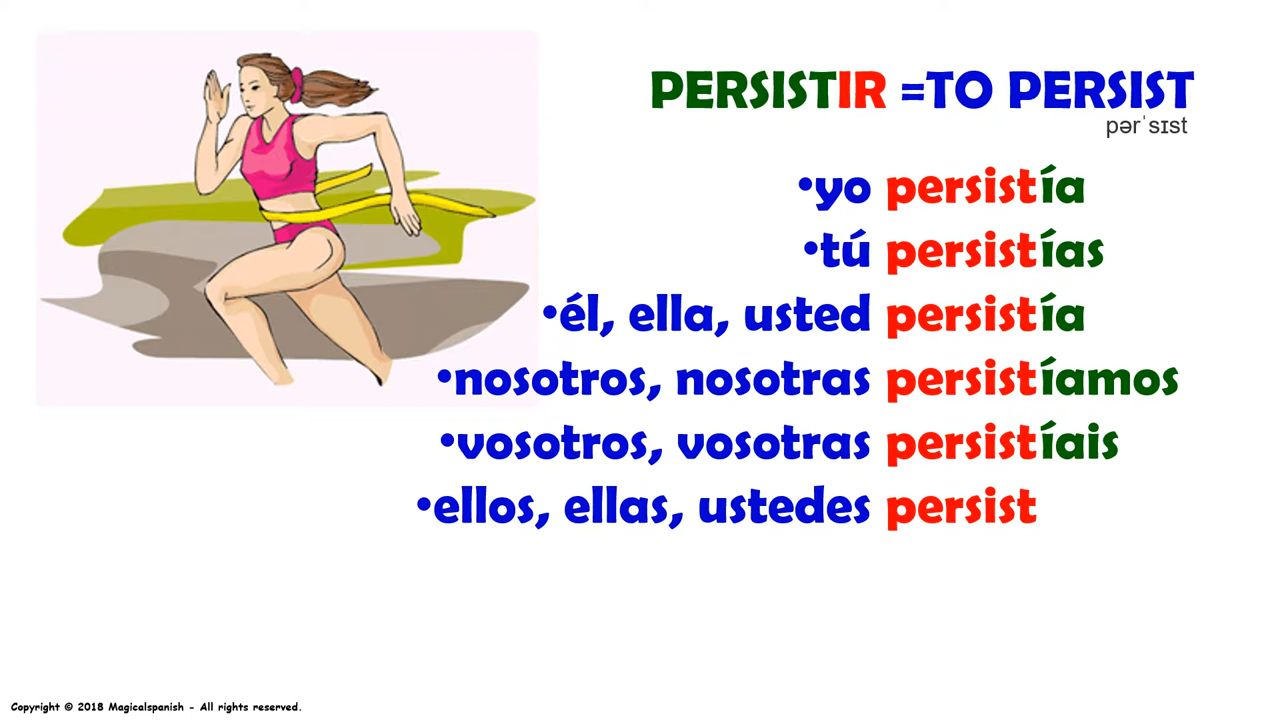 PERSISTIR =TO PERSIST
pərˈsɪst
•yo persistía
•tú persistías
•él, ella, usted persistía
•nosotros, nosotras persistíamos
•vosotros, vosotras persistíais
•ellos, ellas, ustedes persist
Copyright © 2018 Magicalspanish - All rights reserved.